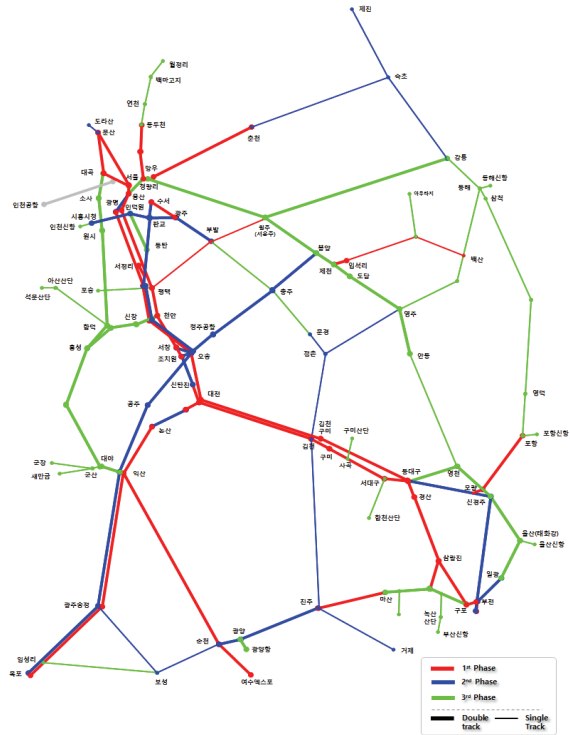 제진
월정리
백마고지
속초
연천
동두천
도라산
문산
춘천
강릉
대곡
망우
서울
청량리
동해
동해신항
삼척
아우라지
소사
용산
수서
인천공항
광명
인덕원
광주
시흥시청
판교
인천신항
원시
부발
원주
(서원주)
동탄
봉양
백산
서정리
제천
입석리
도담
아산산단
석문산단
포승
평택
충주
영주
신창
천안
청주공항
합덕
문경
서창
점촌
안동
홍성
조치원
오송
신탄진
영덕
대전
공주
논산
김천
구미
구미산단
포항신항
김천
구미
포항
군장
대야
사곡
동대구
영천
새만금
군산
익산
서대구
경산
신경주
합천산단
울산(태화강)
울산신항
삼랑진
일광
광주송정
마산
부전
진주
구포
녹산
산단
순천
광양
부산신항
임성리
광양항
거제
목포
보성
여수엑스포
1st Phase
2nd Phase
3rd Phase
Double track
Single Track